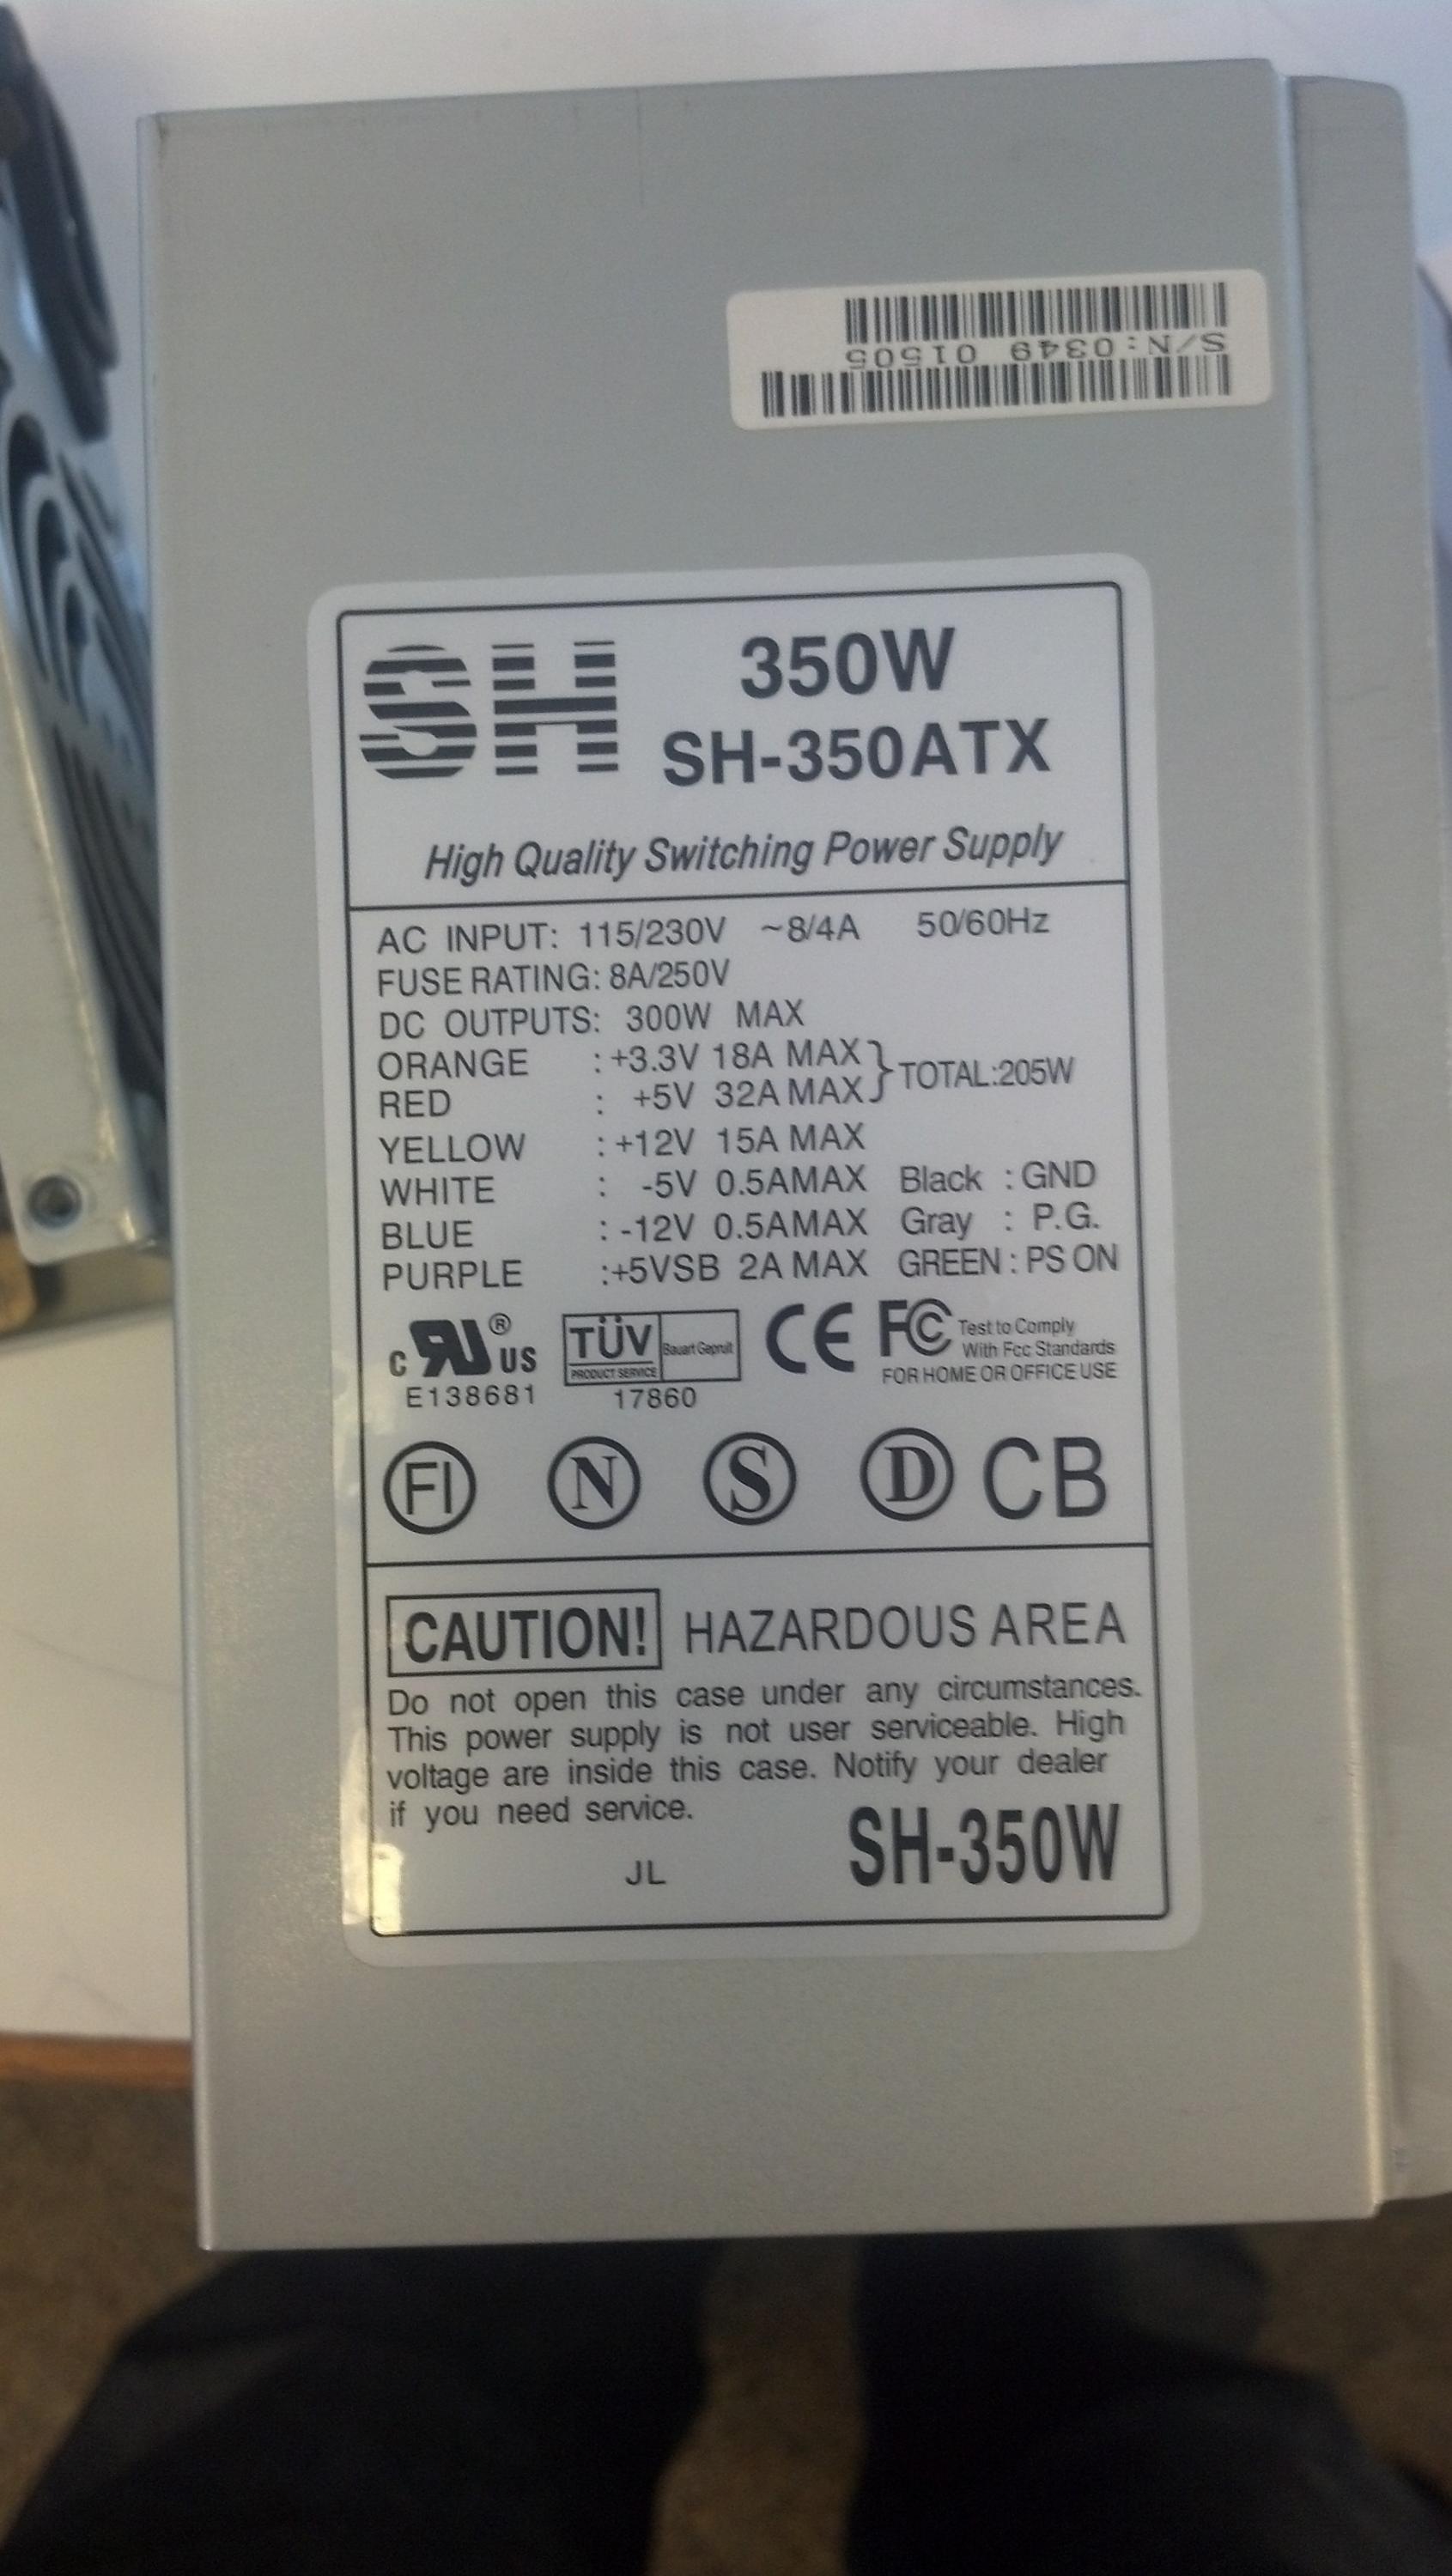 S/N:0349 01505
SH
350W
SH-350ATX
High Quality Switching Power Supply
AC INPUT: 115/230V ~8/4A 50/60Hz
FUSE RATING: 8A/250V
DC OUTPUTS: 300W MAX
ORANGE : +3.3V 18A MAX } TOTAL:205W
RED : +5V 32A MAX
YELLOW : +12V 15A MAX
WHITE : -5V 0.5AMAX Black : GND
BLUE : -12V 0.5AMAX Gray : P.G.
PURPLE :+5VSB 2A MAX GREEN : PS ON
c RU ® US
E138681
TÜV
PRODUCT SERVICE
Bauart Geprüft
17860
CE
FC
Test to Comply
With Fcc Standards
FOR HOME OR OFFICE USE
FI N S D CB
CAUTION! HAZARDOUS AREA
Do not open this case under any circumstances.
This power supply is not user serviceable. High
voltage are inside this case. Notify your dealer
if you need service.
JL
SH-350W